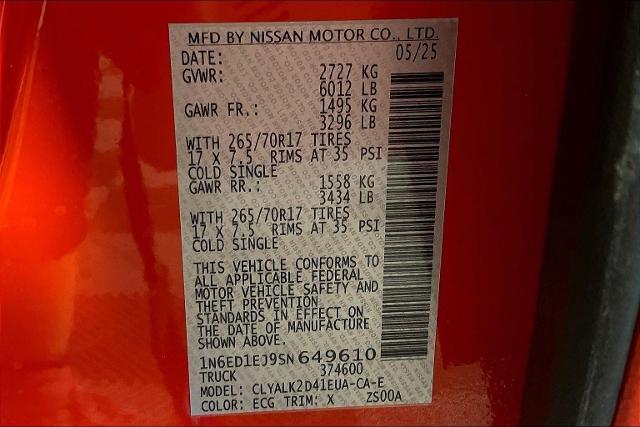 MFD BY NISSAN MOTOR CO., LTD.
DATE: 05/25
GVWR: 2727 KG
6012 LB
GAWR FR.: 1495 KG
3296 LB
WITH 265/70R17 TIRES
17 X 7.5 RIMS AT 35 PSI
COLD SINGLE
GAWR RR.: 1558 KG
3434 LB
WITH 265/70R17 TIRES
17 X 7.5 RIMS AT 35 PSI
COLD SINGLE
THIS VEHICLE CONFORMS TO
ALL APPLICABLE FEDERAL
MOTOR VEHICLE SAFETY AND
THEFT PREVENTION
STANDARDS IN EFFECT ON
THE DATE OF MANUFACTURE
SHOWN ABOVE.
1N6ED1EJ9SN649610
TRUCK 374600
MODEL: CLYALK2D41EUA-CA-E
COLOR: ECG TRIM: X ZS00A